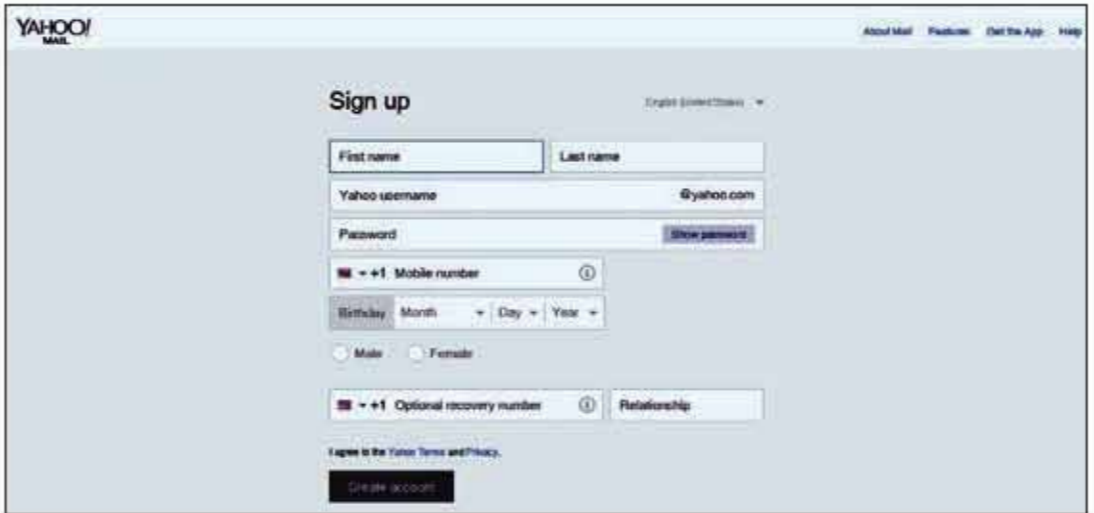 YAHOO!
MAIL
About Mail Features Get the App Help
Sign up
English (United States)
First name Last name
Yahoo username @yahoo.com
Password Show password
+1 Mobile number
Birthday Month Day Year
Male Female
+1 Optional recovery number Relationship
I agree to the Yahoo Terms and Privacy.
Create account